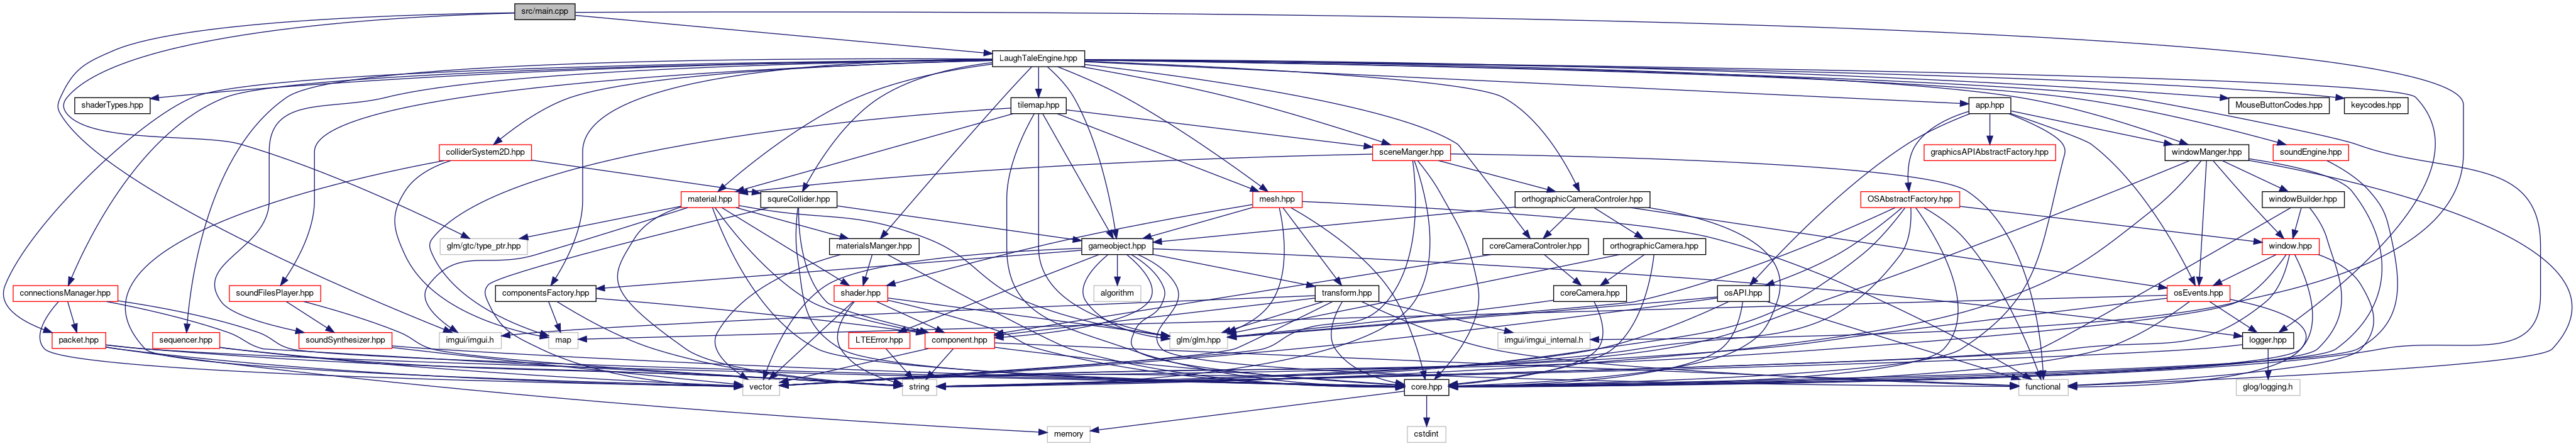 src/main.cpp
LaughTaleEngine.hpp
shaderTypes.hpp
tilemap.hpp
app.hpp
MouseButtonCodes.hpp
keycodes.hpp
colliderSystem2D.hpp
sceneManger.hpp
graphicsAPIAbstractFactory.hpp
windowManger.hpp
soundEngine.hpp
material.hpp
squreCollider.hpp
mesh.hpp
orthographicCameraControler.hpp
OSAbstractFactory.hpp
windowBuilder.hpp
glm/gtc/type_ptr.hpp
materialsManger.hpp
gameobject.hpp
coreCameraControler.hpp
orthographicCamera.hpp
window.hpp
connectionsManager.hpp
soundFilesPlayer.hpp
componentsFactory.hpp
shader.hpp
algorithm
transform.hpp
coreCamera.hpp
osAPI.hpp
osEvents.hpp
packet.hpp
sequencer.hpp
soundSynthesizer.hpp
imgui/imgui.h
map
LTEError.hpp
component.hpp
glm/glm.hpp
imgui/imgui_internal.h
logger.hpp
vector
string
core.hpp
functional
glog/logging.h
memory
cstdint